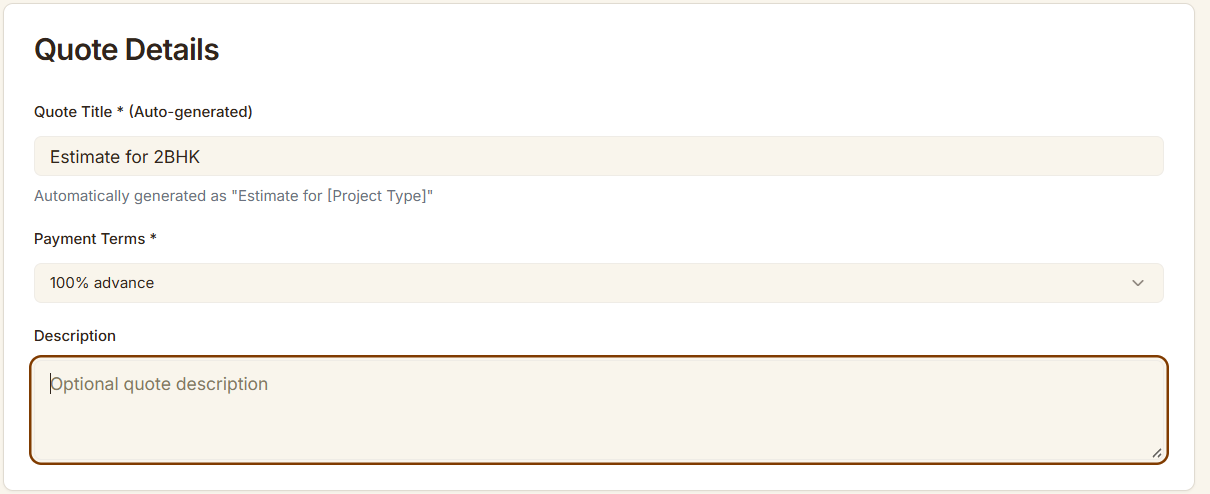 Quote Details
Quote Title * (Auto-generated)
Estimate for 2BHK
Automatically generated as "Estimate for [Project Type]"
Payment Terms *
100% advance
Description
Optional quote description